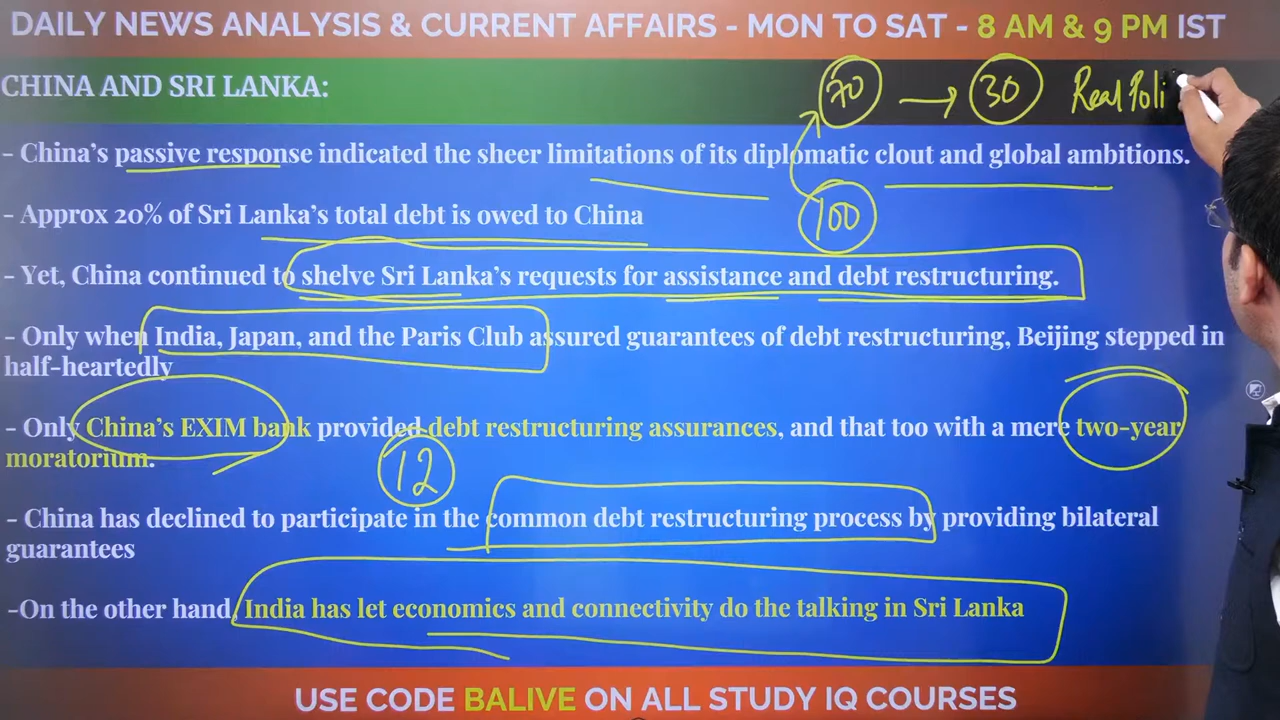 DAILY NEWS ANALYSIS & CURRENT AFFAIRS - MON TO SAT - 8 AM & 9 PM IST
CHINA AND SRI LANKA:
70 → 30 Real Poli
- China's passive response indicated the sheer limitations of its diplomatic clout and global ambitions.
- Approx 20% of Sri Lanka's total debt is owed to China
100
- Yet, China continued to shelve Sri Lanka's requests for assistance and debt restructuring.
- Only when India, Japan, and the Paris Club assured guarantees of debt restructuring, Beijing stepped in
half-heartedly
- Only China's EXIM bank provided debt restructuring assurances, and that too with a mere two-year
moratorium.
12
- China has declined to participate in the common debt restructuring process by providing bilateral
guarantees
-On the other hand, India has let economics and connectivity do the talking in Sri Lanka
USE CODE BALIVE ON ALL STUDY IQ COURSES